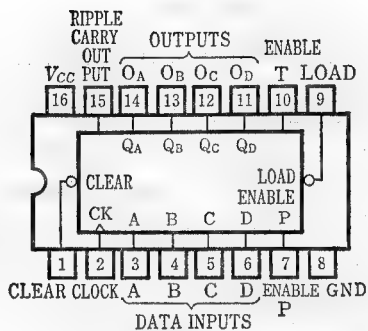 RIPPLE
CARRY OUTPUTS ENABLE
OUT
VCC PUT OA OB OC OD T LOAD
16 15 14 13 12 11 10 9
QA QB QC QD
CLEAR LOAD
ENABLE
CK A B C D P
1 2 3 4 5 6 7 8
CLEAR CLOCK A B C D ENABLE GND
P
DATA INPUTS